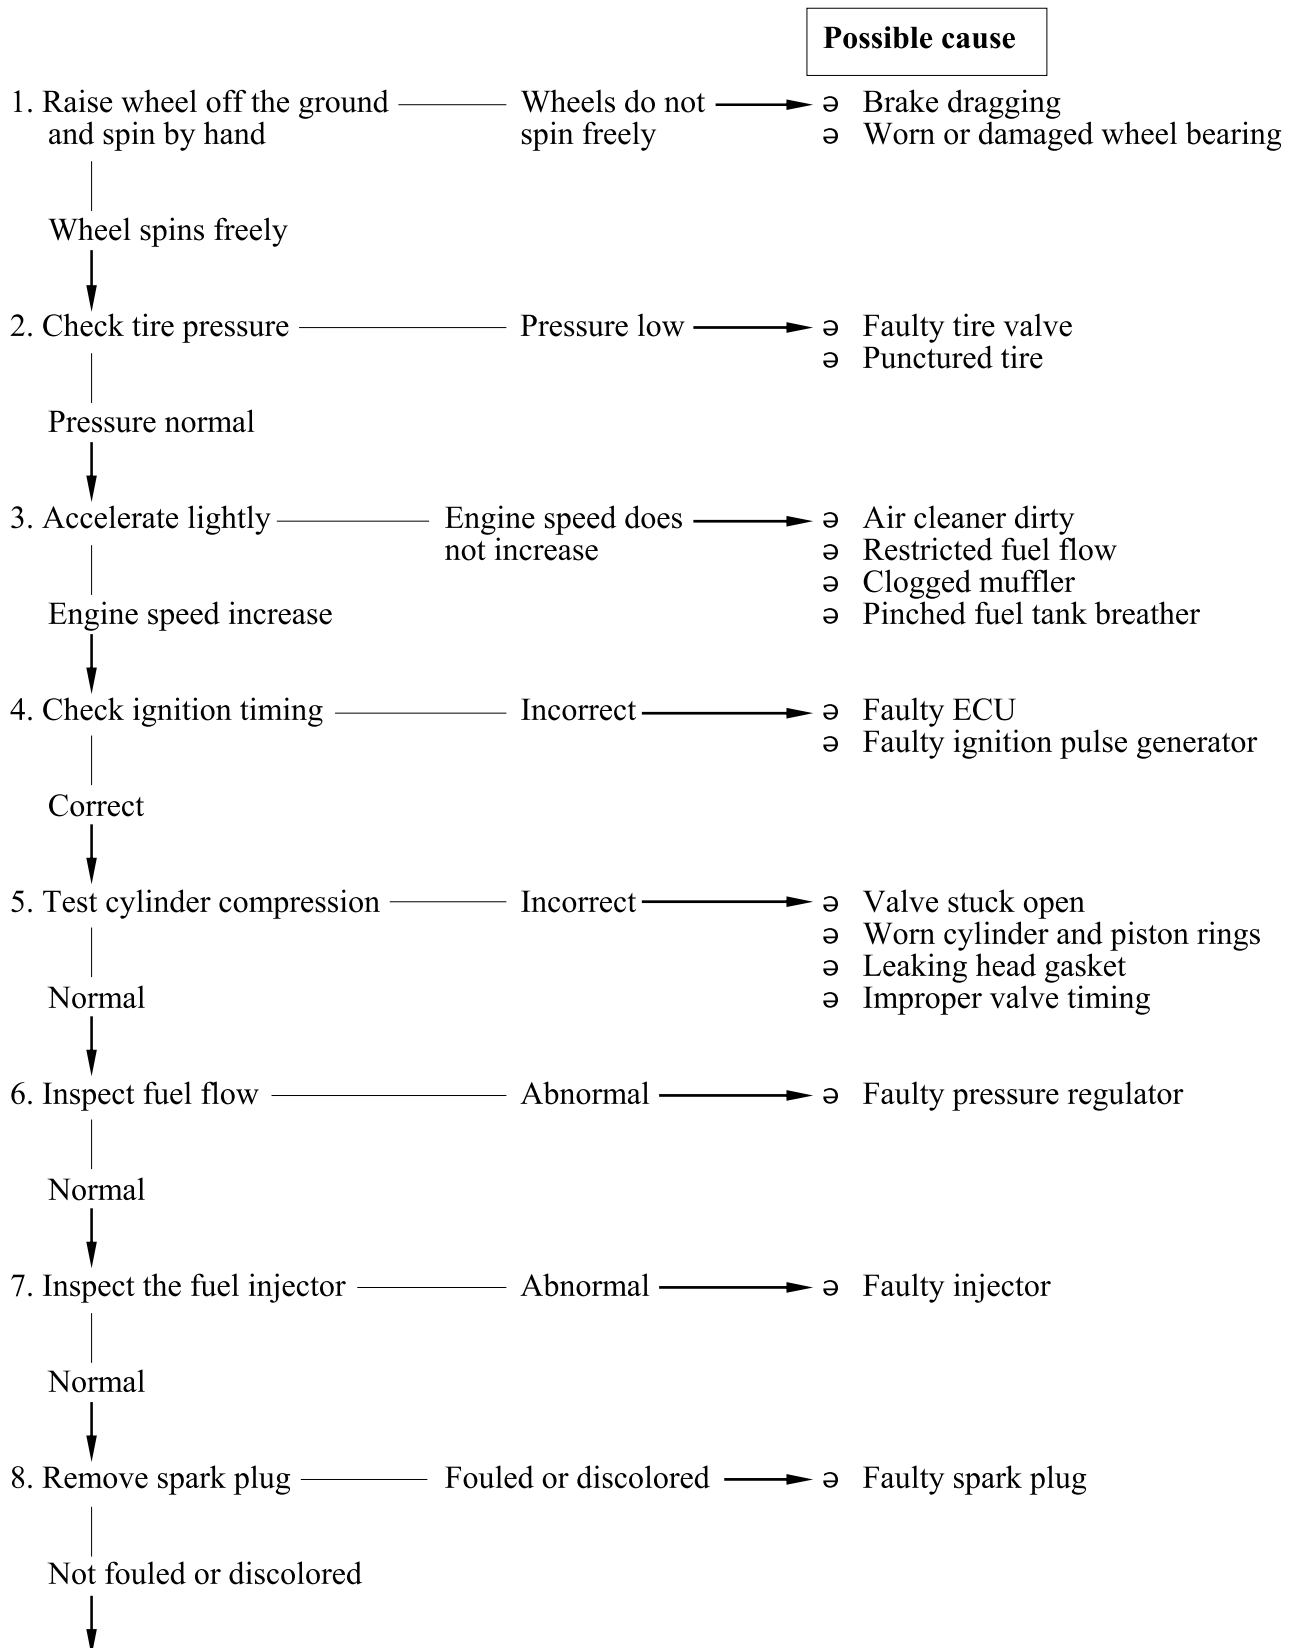 Possible cause
1. Raise wheel off the ground Wheels do not ə Brake dragging
and spin by hand spin freely ə Worn or damaged wheel bearing
Wheel spins freely
2. Check tire pressure Pressure low ə Faulty tire valve
ə Punctured tire
Pressure normal
3. Accelerate lightly Engine speed does ə Air cleaner dirty
not increase ə Restricted fuel flow
ə Clogged muffler
Engine speed increase ə Pinched fuel tank breather
4. Check ignition timing Incorrect ə Faulty ECU
ə Faulty ignition pulse generator
Correct
5. Test cylinder compression Incorrect ə Valve stuck open
ə Worn cylinder and piston rings
ə Leaking head gasket
Normal ə Improper valve timing
6. Inspect fuel flow Abnormal ə Faulty pressure regulator
Normal
7. Inspect the fuel injector Abnormal ə Faulty injector
Normal
8. Remove spark plug Fouled or discolored ə Faulty spark plug
Not fouled or discolored